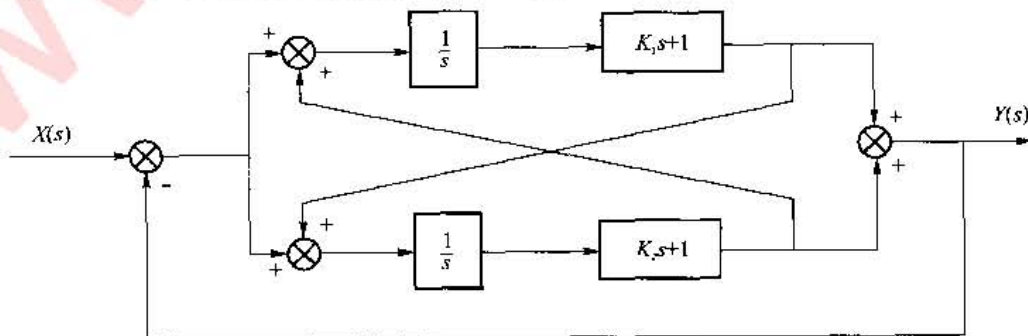 +
+
1/s
K₁s+1
+
X(s)
-
+
+
Y(s)
+
+
1/s
K₂s+1